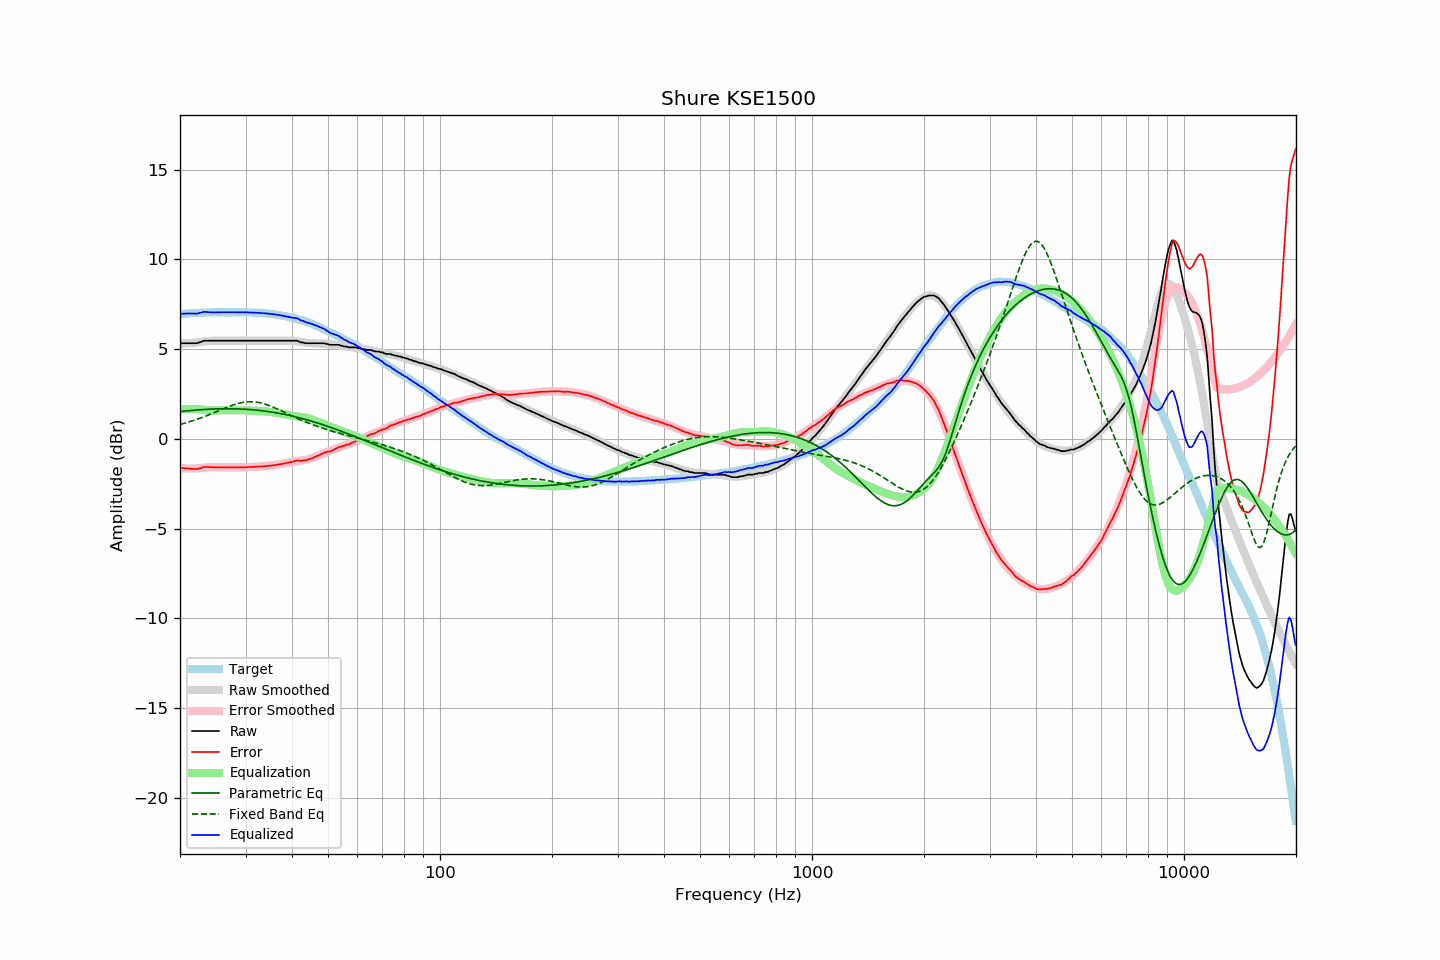 Shure KSE1500
Amplitude (dBr)
15
10
5
0
−5
−10
−15
−20
Target
Raw Smoothed
Error Smoothed
Raw
Error
Equalization
Parametric Eq
Fixed Band Eq
Equalized
100
1000
10000
Frequency (Hz)